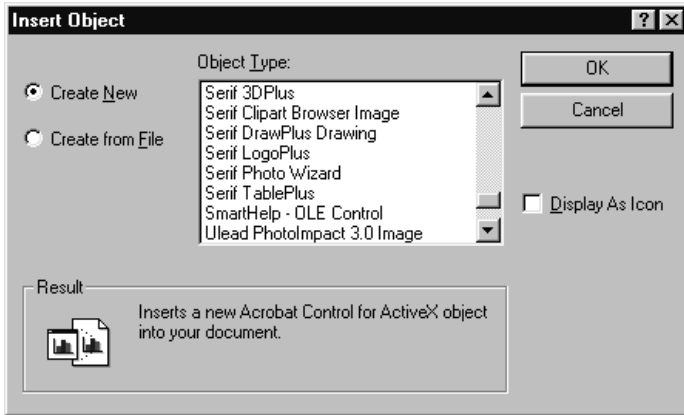 Insert Object
Object Type:
Create New
Create from File
Serif 3DPlus
Serif Clipart Browser Image
Serif DrawPlus Drawing
Serif LogoPlus
Serif Photo Wizard
Serif TablePlus
SmartHelp - OLE Control
Ulead PhotoImpact 3.0 Image
OK
Cancel
Display As Icon
Result
Inserts a new Acrobat Control for ActiveX object
into your document.